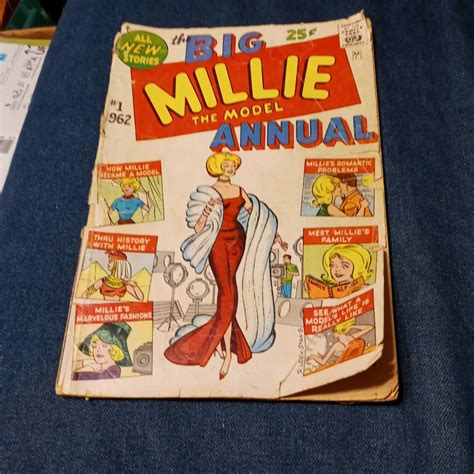 ALL
NEW
STORIES
the BIG
25¢
MILLIE
THE MODEL
ANNUAL
#1
1962
HOW MILLIE
BECAME A MODEL
THRU HISTORY
WITH MILLIE
MILLIE'S
MARVELOUS FASHIONS
MILLIE'S ROMANTIC
PROBLEMS
MEET MILLIE'S
FAMILY
SEE WHAT A
MODEL'S LIFE IS
REALLY LIKE